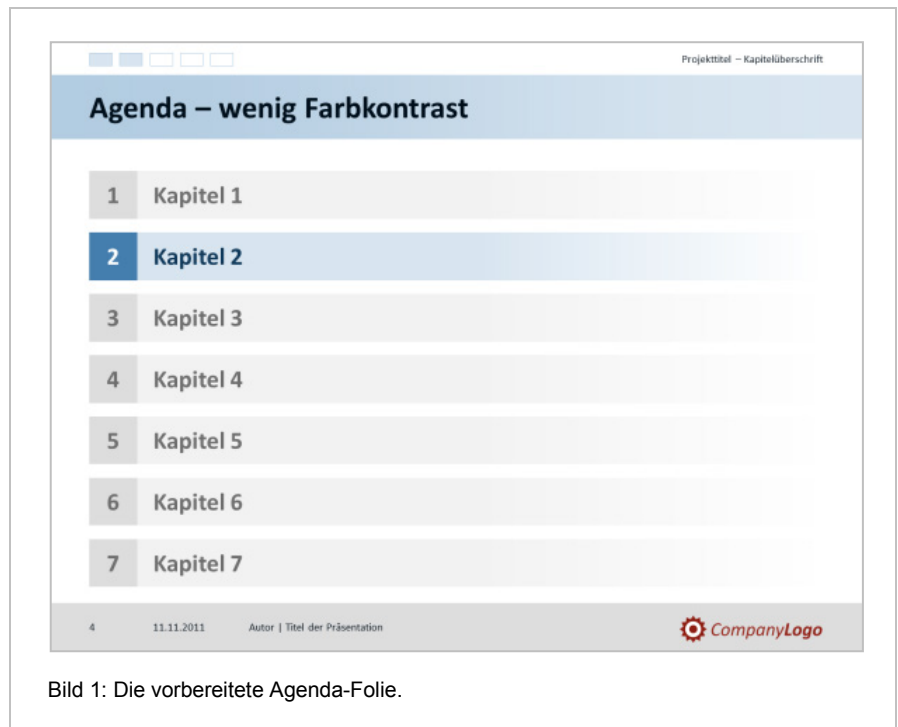 Projekttitel – Kapitelüberschrift
Agenda – wenig Farbkontrast
1 Kapitel 1
2 Kapitel 2
3 Kapitel 3
4 Kapitel 4
5 Kapitel 5
6 Kapitel 6
7 Kapitel 7
4 11.11.2011 Autor | Titel der Präsentation CompanyLogo
Bild 1: Die vorbereitete Agenda-Folie.